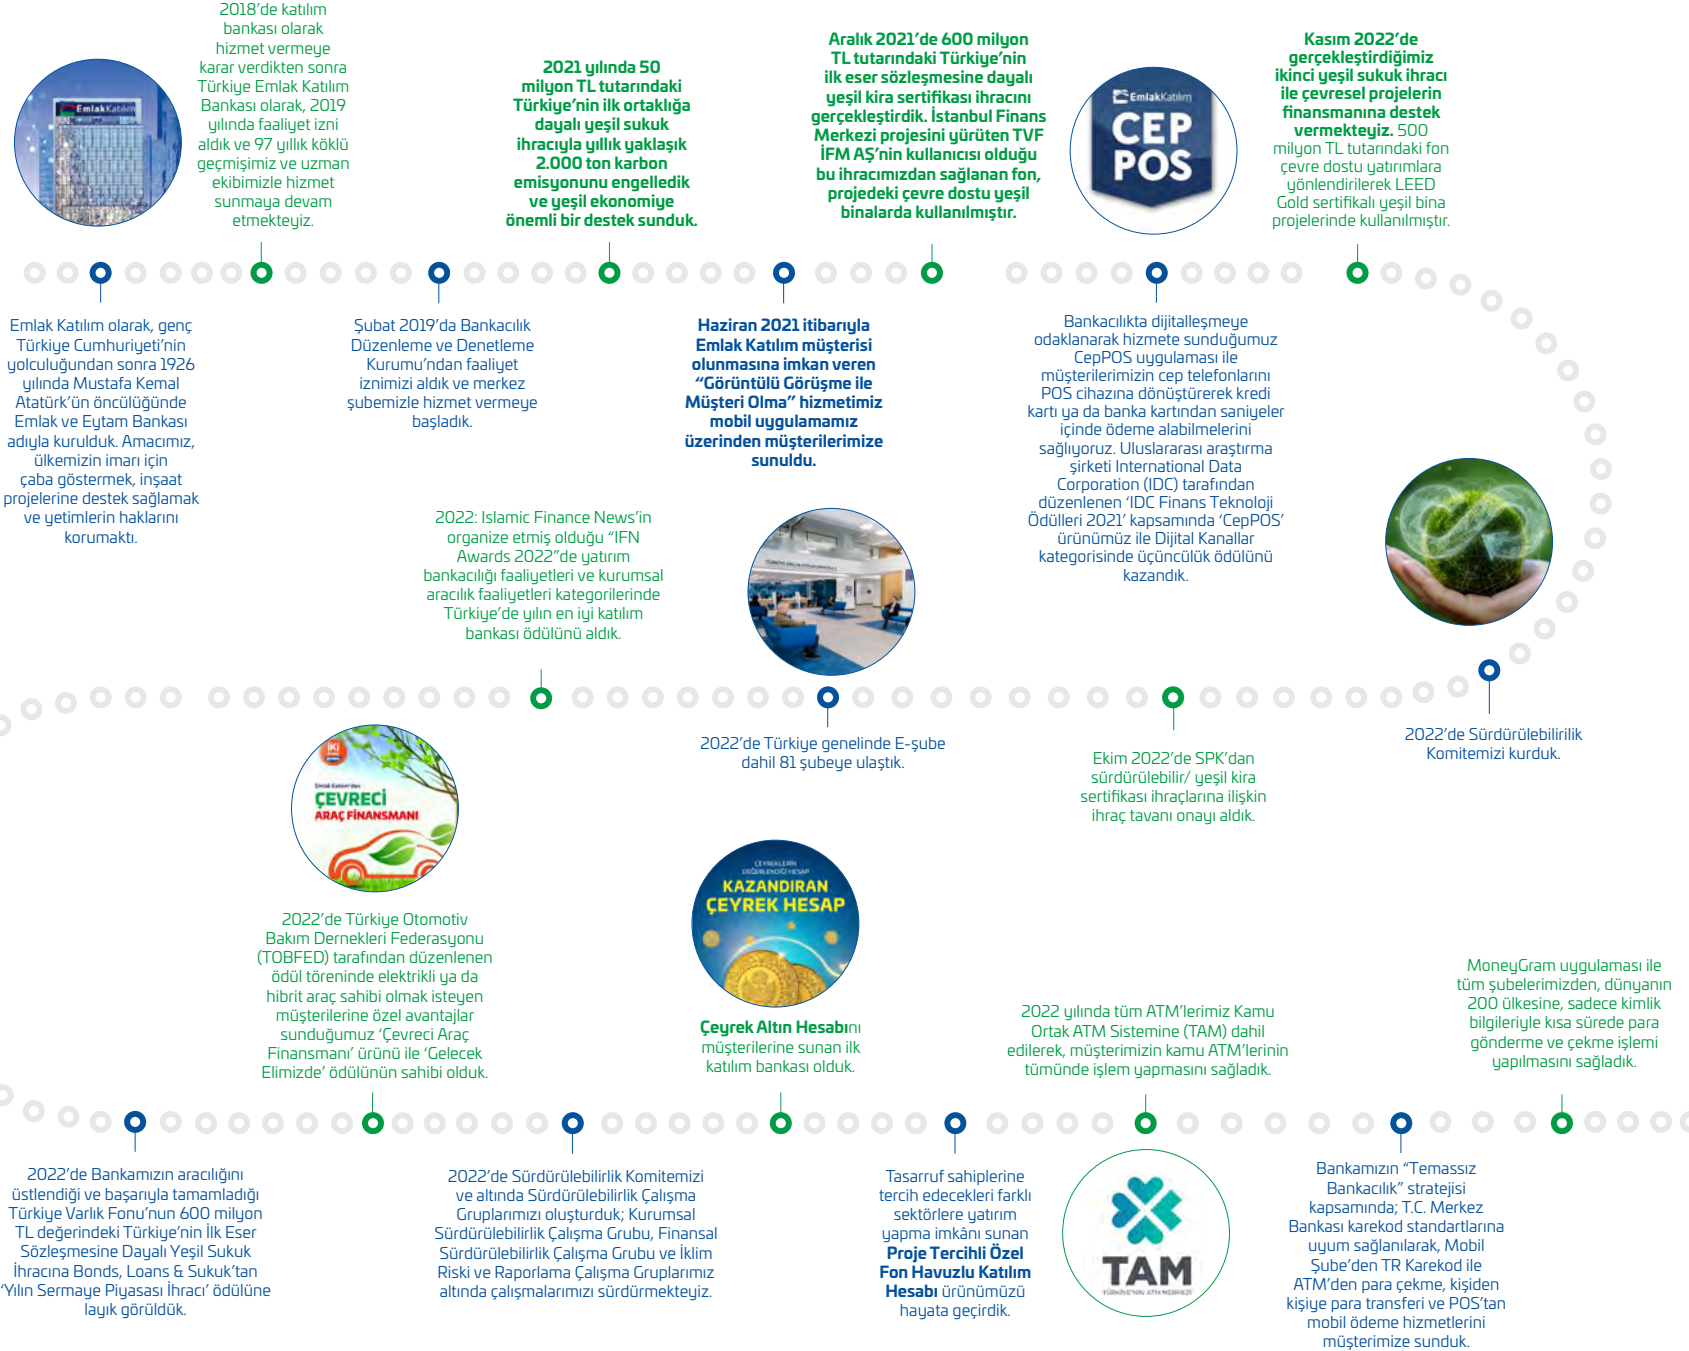 EmlakKatılım
Emlak Katılım olarak, genç
Türkiye Cumhuriyeti’nin
yolculuğundan sonra 1926
yılında Mustafa Kemal
Atatürk’ün öncülüğünde
Emlak ve Eytam Bankası
adıyla kurulduk. Amacımız,
ülkemizin imarı için
çaba göstermek, inşaat
projelerine destek sağlamak
ve yetimlerin haklarını
korumaktı.
2018’de katılım
bankası olarak
hizmet vermeye
karar verdikten sonra
Türkiye Emlak Katılım
Bankası olarak, 2019
yılında faaliyet izni
aldık ve 97 yıllık köklü
geçmişimiz ve uzman
ekibimizle hizmet
sunmaya devam
etmekteyiz.
Şubat 2019’da Bankacılık
Düzenleme ve Denetleme
Kurumu’ndan faaliyet
iznimizi aldık ve merkez
şubemizle hizmet vermeye
başladık.
2021 yılında 50
milyon TL tutarındaki
Türkiye’nin ilk ortaklığa
dayalı yeşil sukuk
ihracıyla yıllık yaklaşık
2.000 ton karbon
emisyonunu engelledik
ve yeşil ekonomiye
önemli bir destek sunduk.
Haziran 2021 itibarıyla
Emlak Katılım müşterisi
olunmasına imkan veren
“Görüntülü Görüşme ile
Müşteri Olma” hizmetimiz
mobil uygulamamız
üzerinden müşterilerimize
sunuldu.
Aralık 2021’de 600 milyon
TL tutarındaki Türkiye’nin
ilk eser sözleşmesine dayalı
yeşil kira sertifikası ihracını
gerçekleştirdik. İstanbul Finans
Merkezi projesini yürüten TVF
İFM AŞ’nin kullanıcısı olduğu
bu ihracımızdan sağlanan fon,
projedeki çevre dostu yeşil
binalarda kullanılmıştır.
EmlakKatılım
CEP
POS
Bankacılıkta dijitalleşmeye
odaklanarak hizmete sunduğumuz
CepPOS uygulaması ile
müşterilerimizin cep telefonlarını
POS cihazına dönüştürerek kredi
kartı ya da banka kartından saniyeler
içinde ödeme alabilmelerini
sağlıyoruz. Uluslararası araştırma
şirketi International Data
Corporation (IDC) tarafından
düzenlenen ‘IDC Finans Teknoloji
Ödülleri 2021’ kapsamında ‘CepPOS’
ürünümüz ile Dijital Kanallar
kategorisinde üçüncülük ödülünü
kazandık.
Kasım 2022’de
gerçekleştirdiğimiz
ikinci yeşil sukuk ihracı
ile çevresel projelerin
finansmanına destek
vermekteyiz. 500
milyon TL tutarındaki fon
çevre dostu yatırımlara
yönlendirilerek LEED
Gold sertifikalı yeşil bina
projelerinde kullanılmıştır.
2022’de Sürdürülebilirilik
Komitemizi kurduk.
Ekim 2022’de SPK’dan
sürdürülebilir/ yeşil kira
sertifikası ihraçlarına ilişkin
ihraç tavanı onayı aldık.
2022’de Türkiye genelinde E-şube
dahil 81 şubeye ulaştık.
2022: Islamic Finance News’in
organize etmiş olduğu “IFN
Awards 2022”de yatırım
bankacılığı faaliyetleri ve kurumsal
aracılık faaliyetleri kategorilerinde
Türkiye’de yılın en iyi katılım
bankası ödülünü aldık.
2022’de Bankamızın aracılığını
üstlendiği ve başarıyla tamamladığı
Türkiye Varlık Fonu’nun 600 milyon
TL değerindeki Türkiye’nin İlk Eser
Sözleşmesine Dayalı Yeşil Sukuk
İhracına Bonds, Loans & Sukuk’tan
‘Yılın Sermaye Piyasası İhracı’ ödülüne
layık görüldük.
İKİ
Emlak Katılım’dan
ÇEVRECİ
ARAÇ FİNANSMANI
2022’de Türkiye Otomotiv
Bakım Dernekleri Federasyonu
(TOBFED) tarafından düzenlenen
ödül töreninde elektrikli ya da
hibrit araç sahibi olmak isteyen
müşterilerine özel avantajlar
sunduğumuz ‘Çevreci Araç
Finansmanı’ ürünü ile ‘Gelecek
Elimizde’ ödülünün sahibi olduk.
2022’de Sürdürülebilirlik Komitemizi
ve altında Sürdürülebilirlik Çalışma
Gruplarımızı oluşturduk; Kurumsal
Sürdürülebilirlik Çalışma Grubu, Finansal
Sürdürülebilirlik Çalışma Grubu ve İklim
Riski ve Raporlama Çalışma Gruplarımız
altında çalışmalarımızı sürdürmekteyiz.
ÇEYREKLERİN
DEĞERLENDİĞİ HESAP
KAZANDIRAN
ÇEYREK HESAP
Çeyrek Altın Hesabını
müşterilerine sunan ilk
katılım bankası olduk.
Tasarruf sahiplerine
tercih edecekleri farklı
sektörlere yatırım
yapma imkânı sunan
Proje Tercihli Özel
Fon Havuzlu Katılım
Hesabı ürünümüzü
hayata geçirdik.
2022 yılında tüm ATM’lerimiz Kamu
Ortak ATM Sistemine (TAM) dahil
edilerek, müşterimizin kamu ATM’lerinin
tümünde işlem yapmasını sağladık.
TAM
TÜRKİYE’NİN ATM MERKEZİ
Bankamızın “Temassız
Bankacılık” stratejisi
kapsamında; T.C. Merkez
Bankası karekod standartlarına
uyum sağlanılarak, Mobil
Şube’den TR Karekod ile
ATM’den para çekme, kişiden
kişiye para transferi ve POS’tan
mobil ödeme hizmetlerini
müşterimize sunduk.
MoneyGram uygulaması ile
tüm şubelerimizden, dünyanın
200 ülkesine, sadece kimlik
bilgileriyle kısa sürede para
gönderme ve çekme işlemi
yapılmasını sağladık.